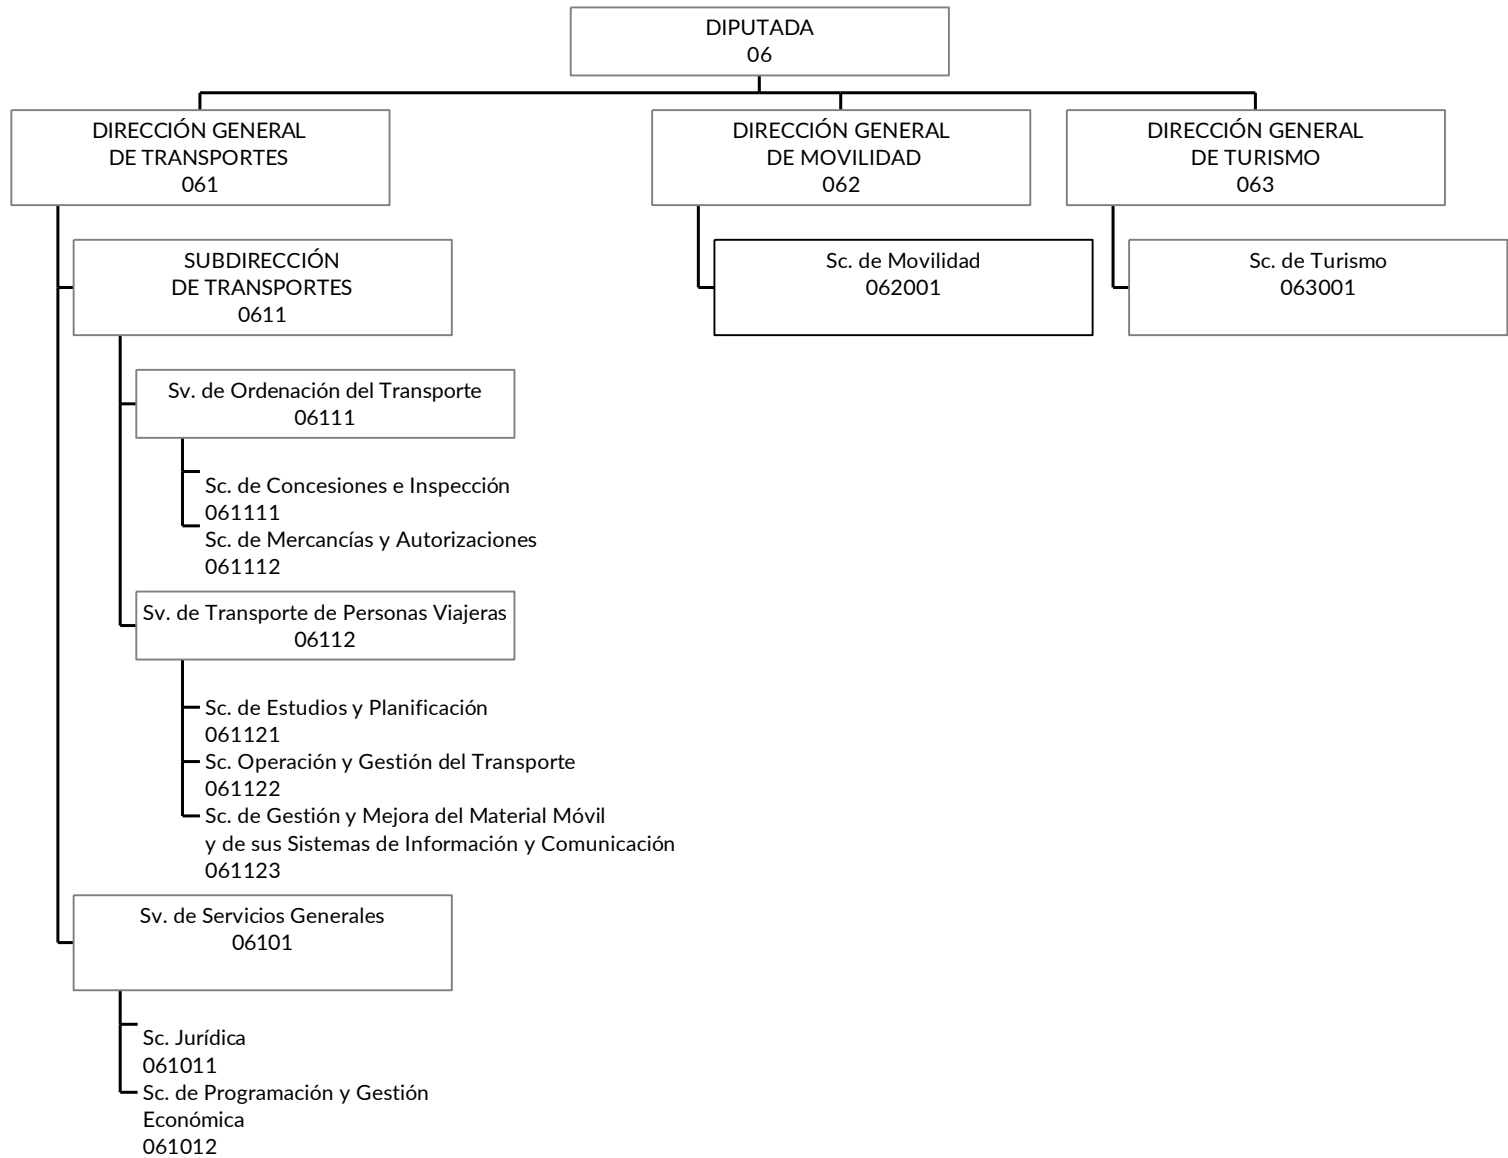 DIPUTADA
06
DIRECCIÓN GENERAL
DE TRANSPORTES
061
DIRECCIÓN GENERAL
DE MOVILIDAD
062
DIRECCIÓN GENERAL
DE TURISMO
063
SUBDIRECCIÓN
DE TRANSPORTES
0611
Sc. de Movilidad
062001
Sc. de Turismo
063001
Sv. de Ordenación del Transporte
06111
Sc. de Concesiones e Inspección
061111
Sc. de Mercancías y Autorizaciones
061112
Sv. de Transporte de Personas Viajeras
06112
Sc. de Estudios y Planificación
061121
Sc. Operación y Gestión del Transporte
061122
Sc. de Gestión y Mejora del Material Móvil
y de sus Sistemas de Información y Comunicación
061123
Sv. de Servicios Generales
06101
Sc. Jurídica
061011
Sc. de Programación y Gestión
Económica
061012